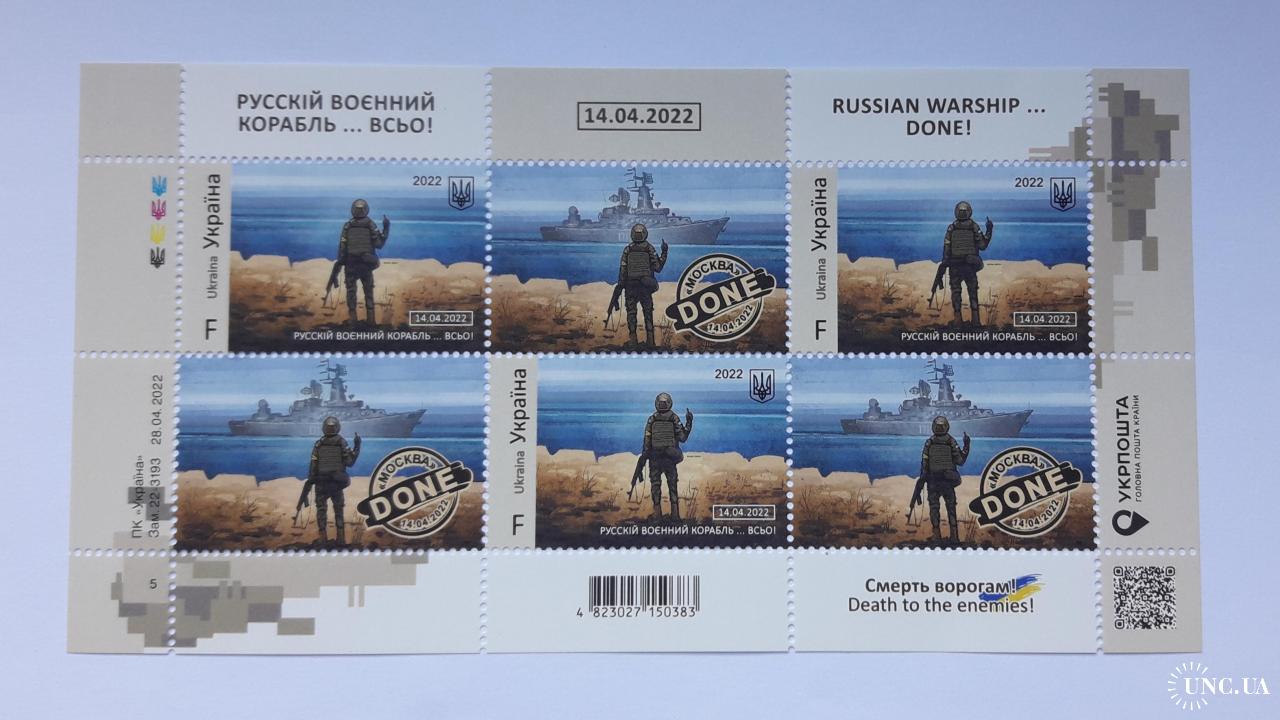 РУССКІЙ ВОЄННИЙ
КОРАБЛЬ ... ВСЬО!
14.04.2022
RUSSIAN WARSHIP ...
DONE!
Ukraina Україна
F
2022
14.04.2022
РУССКІЙ ВОЄННИЙ КОРАБЛЬ ... ВСЬО!
«МОСКВА»
DONE
14.04.2022
Ukraina Україна
F
2022
14.04.2022
РУССКІЙ ВОЄННИЙ КОРАБЛЬ ... ВСЬО!
ПК «Україна»
Зам. 22-3193 28.04. 2022
«МОСКВА»
DONE
14.04.2022
Ukraina Україна
F
2022
14.04.2022
РУССКІЙ ВОЄННИЙ КОРАБЛЬ ... ВСЬО!
«МОСКВА»
DONE
14.04.2022
УКРПОШТА
ГОЛОВНА ПОШТА КРАЇНИ
5
4 823027 150383
Смерть ворогам!
Death to the enemies!
UNC.UA